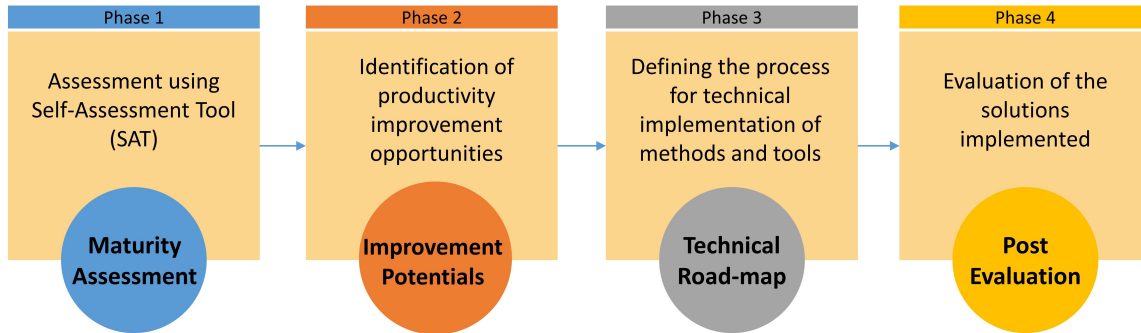 Phase 1
Assessment using
Self-Assessment Tool
(SAT)
Maturity
Assessment
Phase 2
Identification of
productivity
improvement
opportunities
Improvement
Potentials
Phase 3
Defining the process
for technical
implementation of
methods and tools
Technical
Road-map
Phase 4
Evaluation of the
solutions
implemented
Post
Evaluation